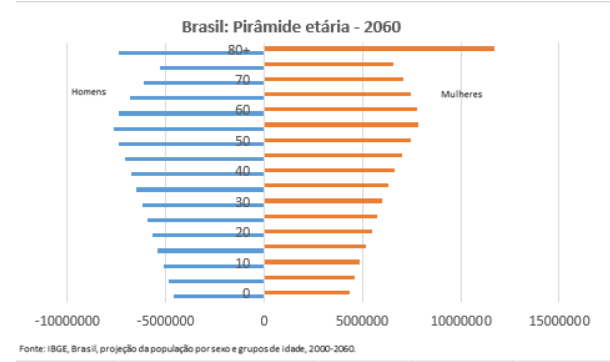 Brasil: Pirâmide etária - 2060
80+
70
Homens
Mulheres
60
50
40
30
20
10
0
-10000000 -5000000 0 5000000 10000000 15000000
Fonte: IBGE, Brasil, projeção da população por sexo e grupos de idade, 2000-2060.